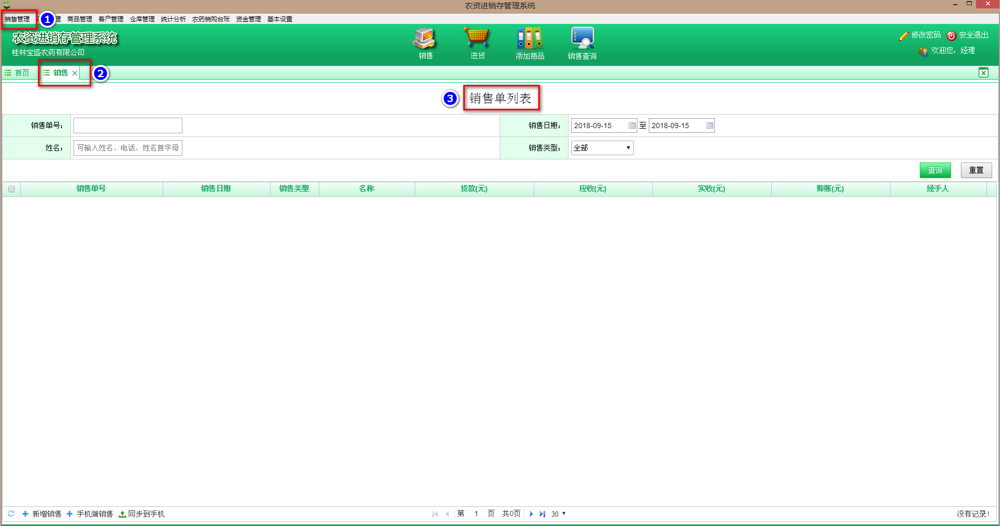 农资进销存管理系统
销售管理 1 理 商品管理 客户管理 仓库管理 统计分析 农药销购台账 资金管理 基本设置
农资进销存管理系统
桂林宝盛农药有限公司
销售 进货 添加商品 销售查询
修改密码 安全退出
欢迎您，经理
首页 销售 2
3 销售单列表
销售单号： 销售日期： 2018-09-15 至 2018-09-15
姓名： 可输入姓名、电话、姓名首字母 销售类型： 全部
查询 重置
销售单号 销售日期 销售类型 名称 货款(元) 应收(元) 实收(元) 赊账(元) 经手人
新增销售 手机端销售 同步到手机 第 1 页 共0页 30 没有记录!